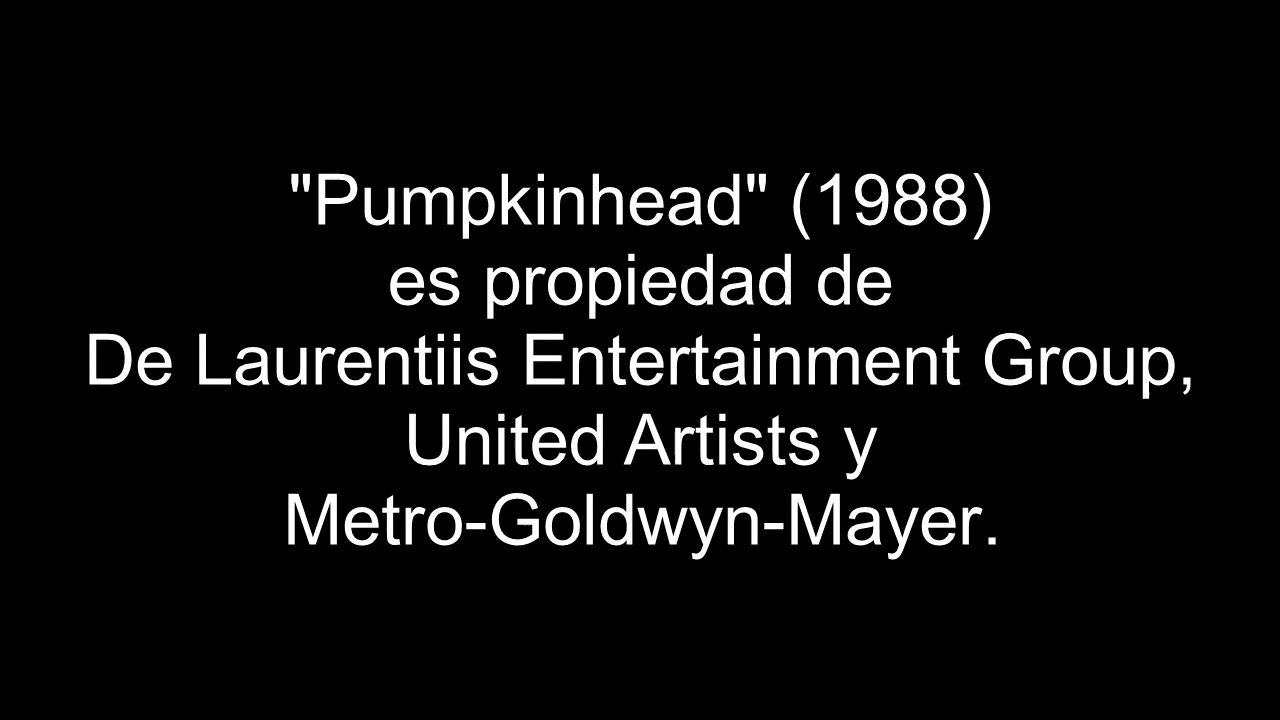 "Pumpkinhead" (1988)
es propiedad de
De Laurentiis Entertainment Group,
United Artists y
Metro-Goldwyn-Mayer.